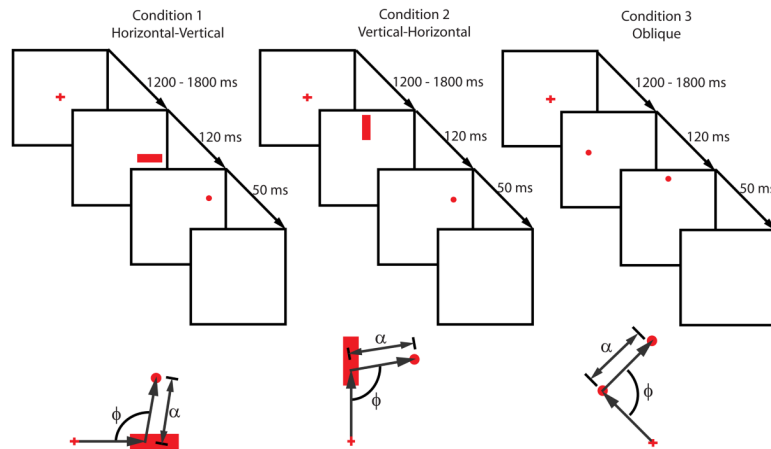 Condition 1
Horizontal-Vertical
1200 - 1800 ms
120 ms
50 ms
ϕ
α
Condition 2
Vertical-Horizontal
1200 - 1800 ms
120 ms
50 ms
α
ϕ
Condition 3
Oblique
1200 - 1800 ms
120 ms
50 ms
α
ϕ